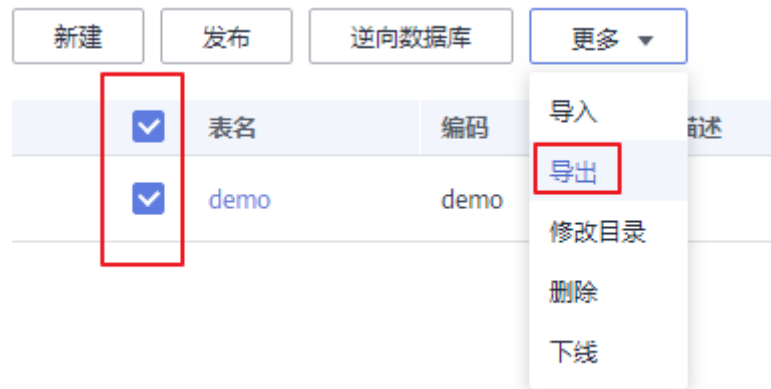 新建 发布 逆向数据库 更多
表名 编码 描述
demo demo
导入
导出
修改目录
删除
下线